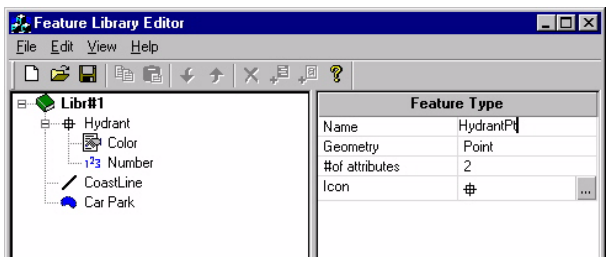 Feature Library Editor
File Edit View Help
Libr#1
Hydrant
Color
1²3 Number
CoastLine
Car Park
Feature Type
Name HydrantPt
Geometry Point
#of attributes 2
Icon ...